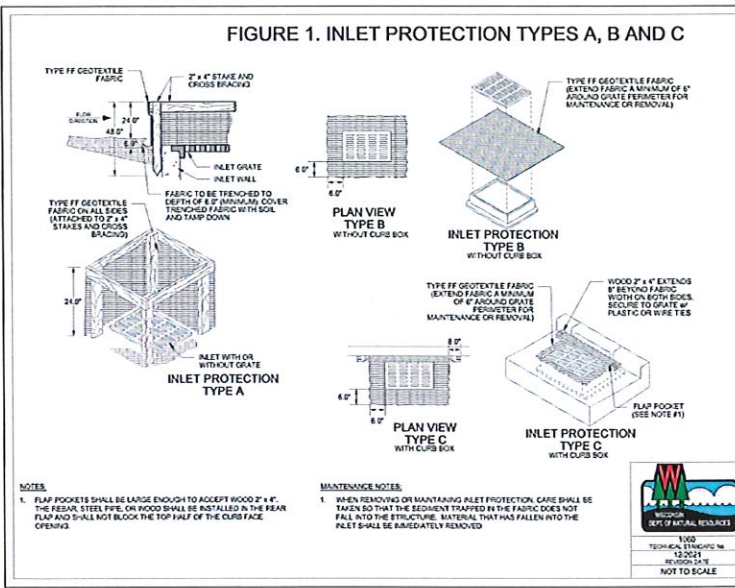 FIGURE 1. INLET PROTECTION TYPES A, B AND C
TYPE FF GEOTEXTILE
FABRIC
2" x 4" STAKE AND
CROSS BRACING
FLOW
DIRECTION
24.0"
48.0"
6.0"
INLET GRATE
INLET WALL
FABRIC TO BE TRENCHED TO
DEPTH OF 6.0" (MINIMUM), COVER
TRENCHED FABRIC WITH SOIL
AND TAMP DOWN
TYPE FF GEOTEXTILE
FABRIC ON ALL SIDES
(ATTACHED TO 2" x 4"
STAKES AND CROSS
BRACING)
24.0"
INLET WITH OR
WITHOUT GRATE
INLET PROTECTION
TYPE A
6.0"
6.0"
PLAN VIEW
TYPE B
WITHOUT CURB BOX
TYPE FF GEOTEXTILE FABRIC
(EXTEND FABRIC A MINIMUM OF 6"
AROUND GRATE PERIMETER FOR
MAINTENANCE OR REMOVAL)
INLET PROTECTION
TYPE B
WITHOUT CURB BOX
8.0"
6.0"
6.0"
PLAN VIEW
TYPE C
WITH CURB BOX
TYPE FF GEOTEXTILE FABRIC
(EXTEND FABRIC A MINIMUM
OF 6" AROUND GRATE
PERIMETER FOR
MAINTENANCE OR REMOVAL)
WOOD 2" x 4" EXTENDS
8" BEYOND FABRIC
WIDTH ON BOTH SIDES,
SECURE TO GRATE w/
PLASTIC OR WIRE TIES
FLAP POCKET
(SEE NOTE #1)
INLET PROTECTION
TYPE C
WITH CURB BOX
NOTES:
1. FLAP POCKETS SHALL BE LARGE ENOUGH TO ACCEPT WOOD 2" x 4".
THE REBAR, STEEL PIPE, OR WOOD SHALL BE INSTALLED IN THE REAR
FLAP AND SHALL NOT BLOCK THE TOP HALF OF THE CURB FACE
OPENING.
MAINTENANCE NOTES:
1. WHEN REMOVING OR MAINTAINING INLET PROTECTION, CARE SHALL BE
TAKEN SO THAT THE SEDIMENT TRAPPED IN THE FABRIC DOES NOT
FALL INTO THE STRUCTURE. MATERIAL THAT HAS FALLEN INTO THE
INLET SHALL BE IMMEDIATELY REMOVED
WISCONSIN
DEPT. OF NATURAL RESOURCES
1060
TECHNICAL STANDARD No
12/2021
REVISION DATE
NOT TO SCALE